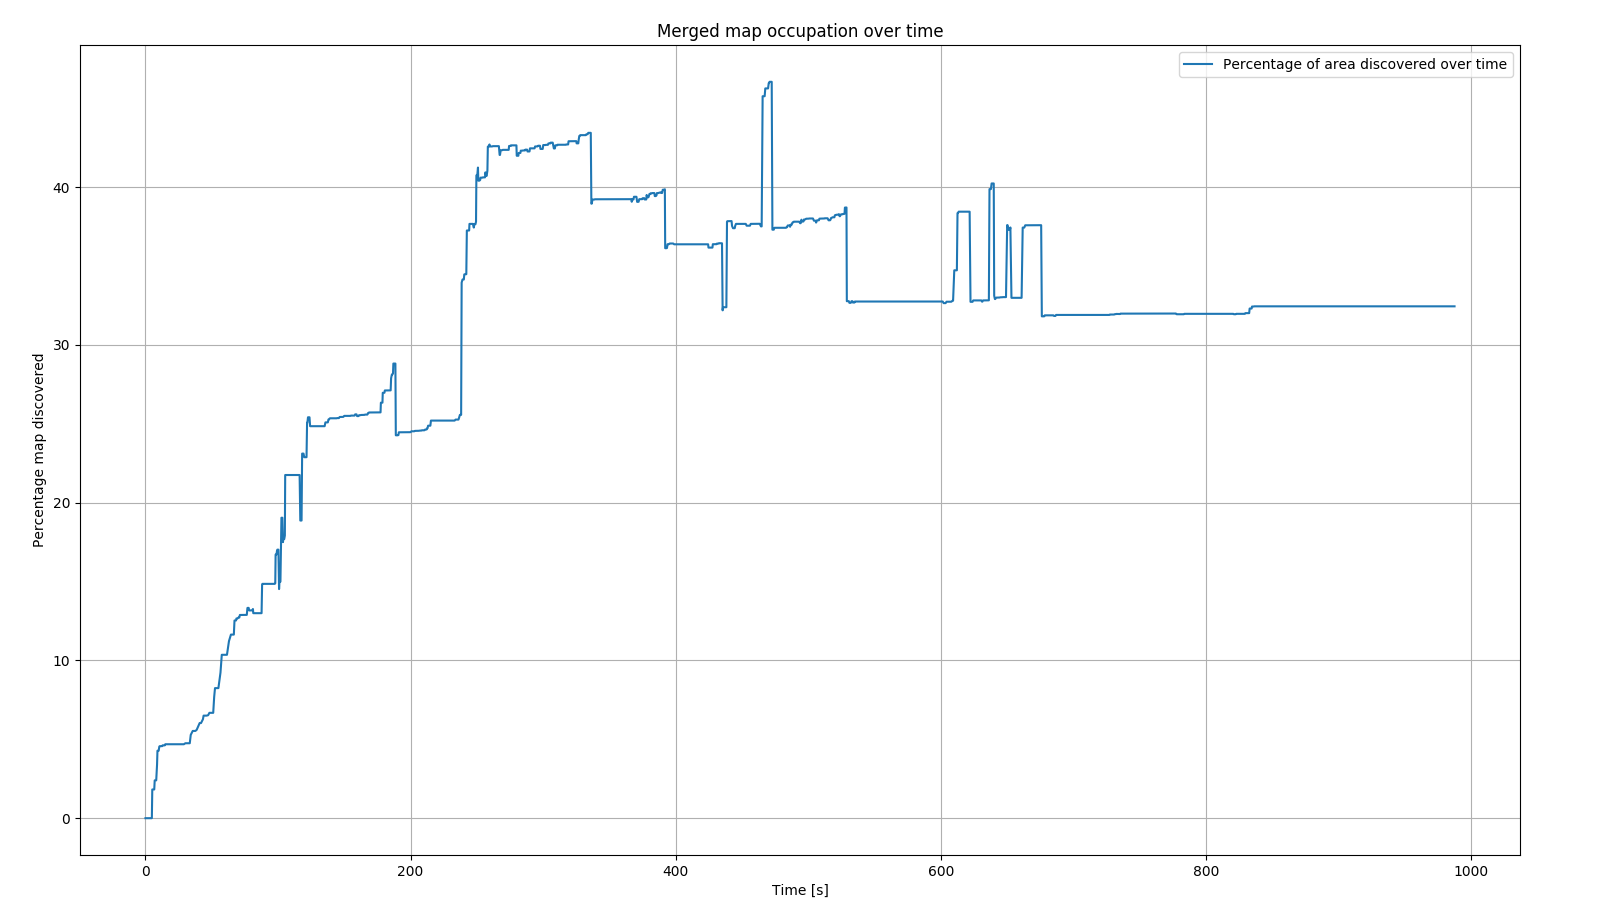 Merged map occupation over time
Percentage of area discovered over time
Percentage map discovered
40
30
20
10
0
0 200 400 600 800 1000
Time [s]